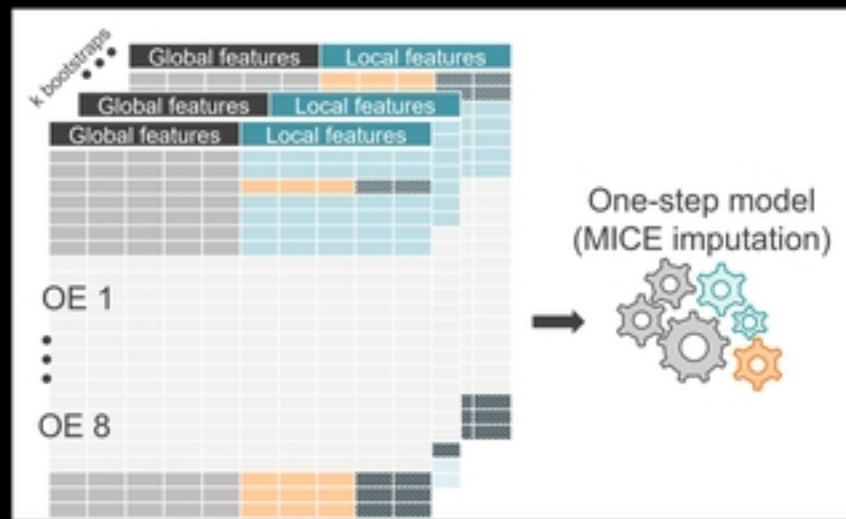 k bootstraps
Global features Local features
Global features Local features
Global features Local features
OE 1
OE 8
One-step model
(MICE imputation)